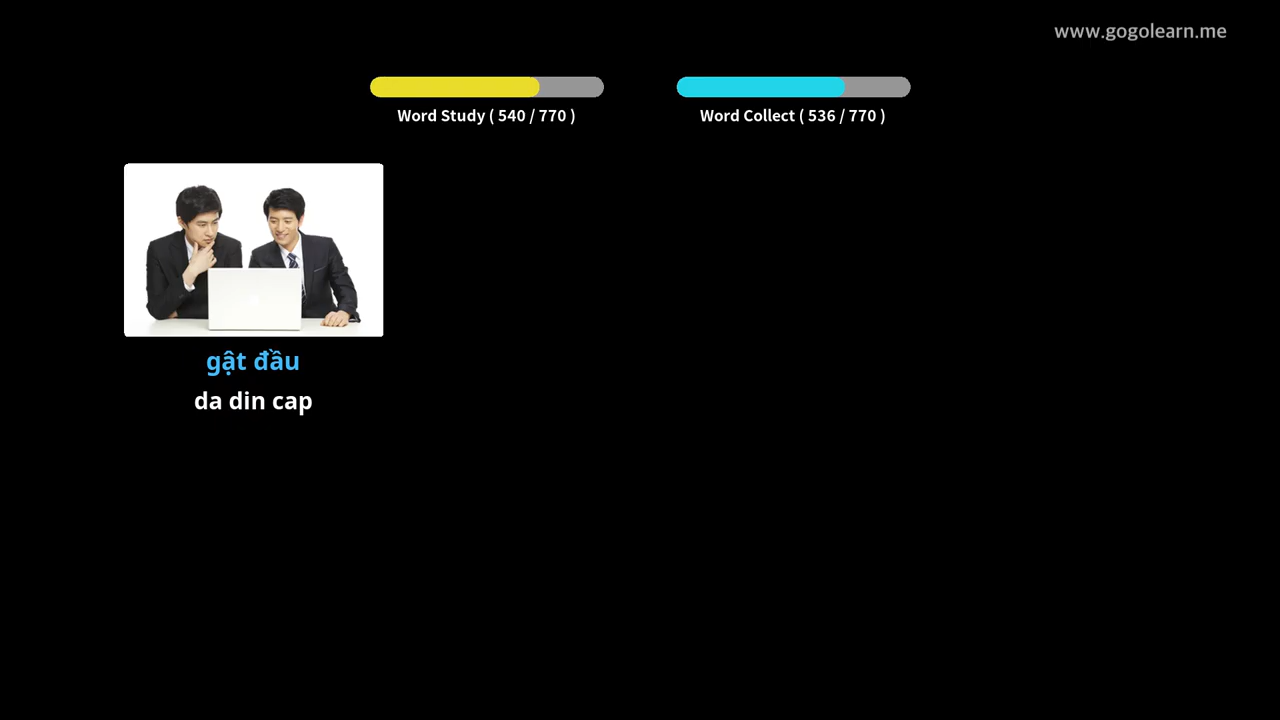 www.gogolearn.me
Word Study ( 540 / 770 )
Word Collect ( 536 / 770 )
gật đầu
da din cap